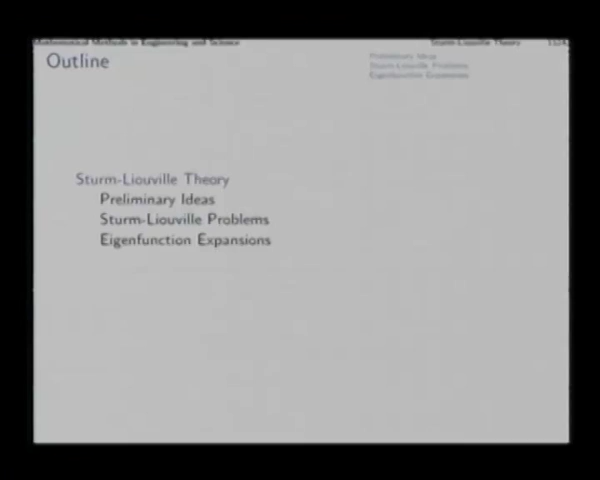 Mathematical Methods in Engineering and Science
Sturm-Liouville Theory
Outline
Preliminary Ideas
Sturm-Liouville Problems
Eigenfunction Expansions
Sturm-Liouville Theory
Preliminary Ideas
Sturm-Liouville Problems
Eigenfunction Expansions